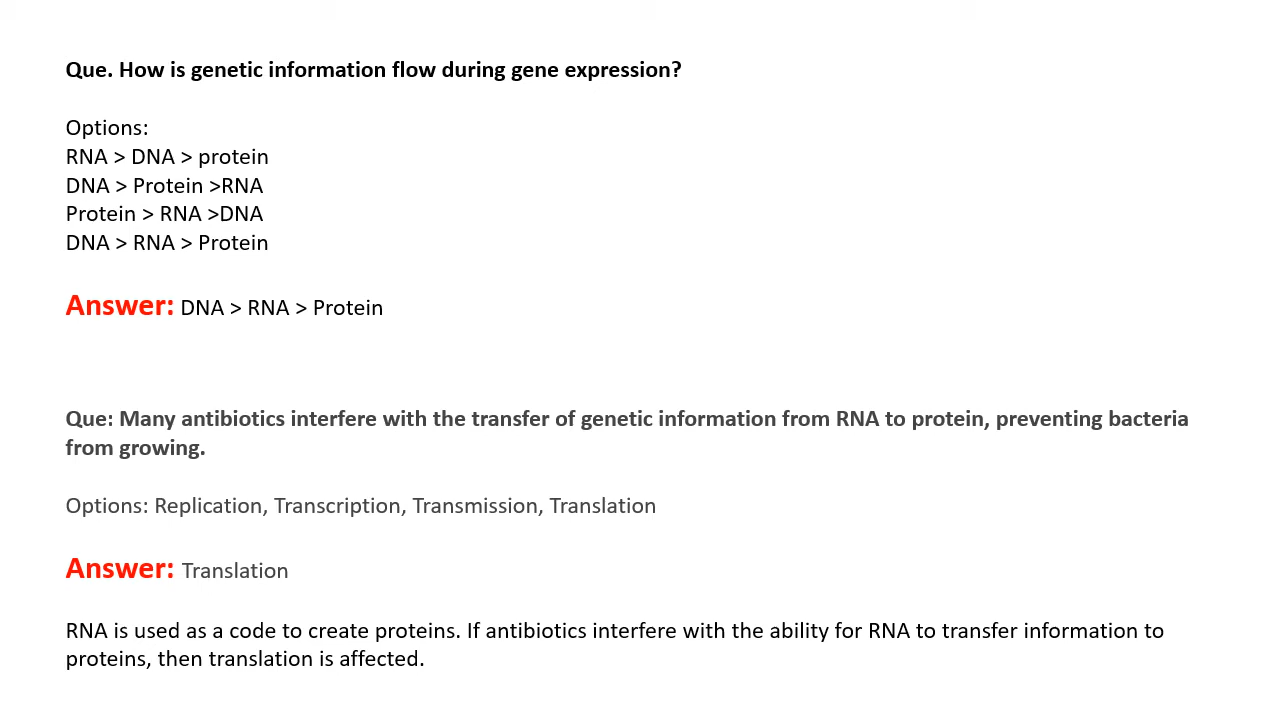 Que. How is genetic information flow during gene expression?
Options:
RNA > DNA > protein
DNA > Protein >RNA
Protein > RNA >DNA
DNA > RNA > Protein
Answer: DNA > RNA > Protein
Que: Many antibiotics interfere with the transfer of genetic information from RNA to protein, preventing bacteria
from growing.
Options: Replication, Transcription, Transmission, Translation
Answer: Translation
RNA is used as a code to create proteins. If antibiotics interfere with the ability for RNA to transfer information to
proteins, then translation is affected.